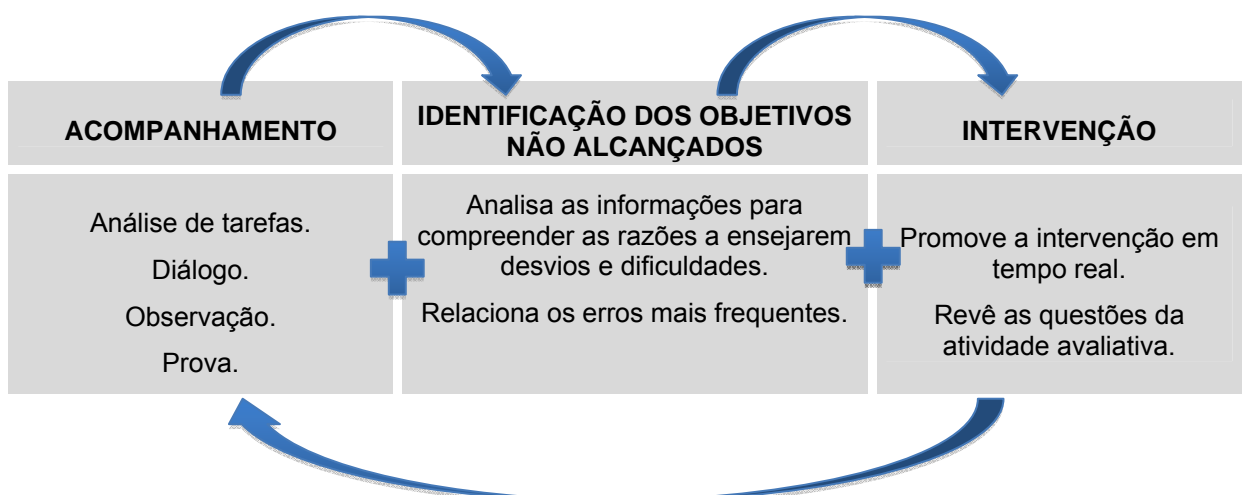 ACOMPANHAMENTO
IDENTIFICAÇÃO DOS OBJETIVOS
NÃO ALCANÇADOS
INTERVENÇÃO
Análise de tarefas.
Diálogo.
Observação.
Prova.
Analisa as informações para
compreender as razões a ensejarem
desvios e dificuldades.
Relaciona os erros mais frequentes.
Promove a intervenção em
tempo real.
Revê as questões da
atividade avaliativa.